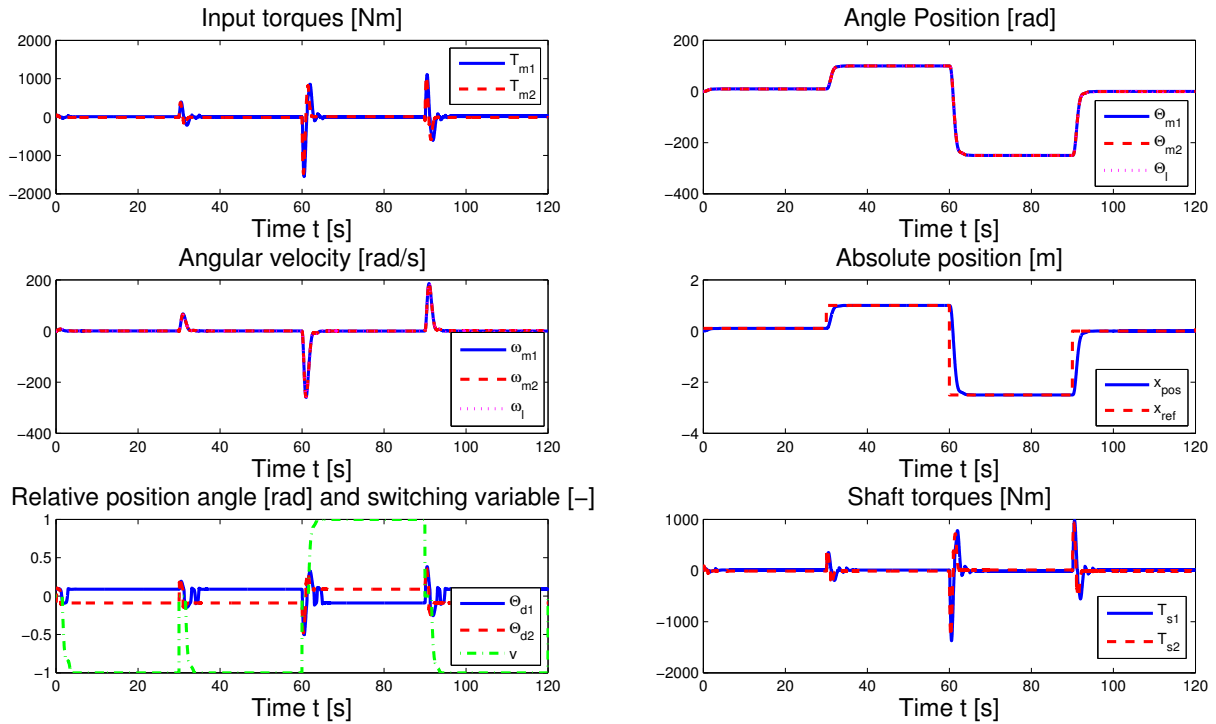 Input torques [Nm]
2000
1000
0
−1000
−2000
0 20 40 60 80 100 120
Time t [s]
T_m1
T_m2
Angle Position [rad]
200
0
−200
−400
0 20 40 60 80 100 120
Time t [s]
Θ_m1
Θ_m2
Θ_l
Angular velocity [rad/s]
200
0
−200
−400
0 20 40 60 80 100 120
Time t [s]
ω_m1
ω_m2
ω_l
Absolute position [m]
2
0
−2
−4
0 20 40 60 80 100 120
Time t [s]
x_pos
x_ref
Relative position angle [rad] and switching variable [−]
1
0.5
0
−0.5
−1
0 20 40 60 80 100 120
Time t [s]
Θ_d1
Θ_d2
v
Shaft torques [Nm]
1000
0
−1000
−2000
0 20 40 60 80 100 120
Time t [s]
T_s1
T_s2